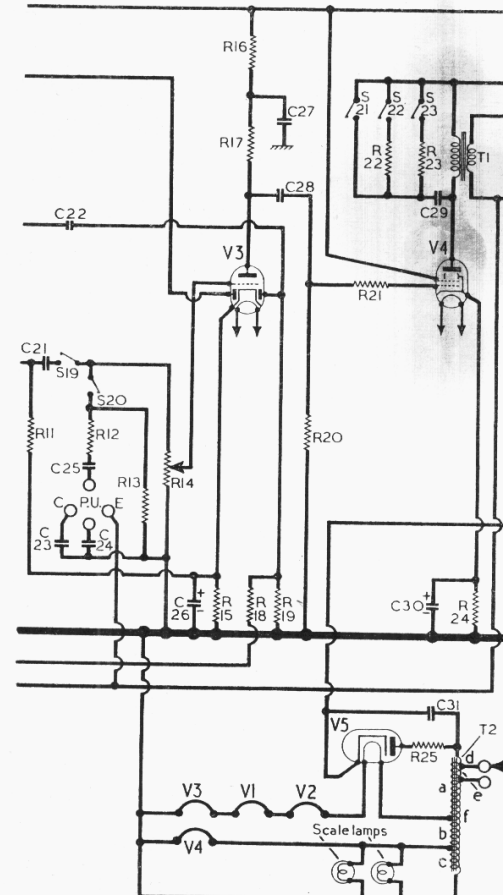 R16
C27
R17
S 21
S 22
S 23
R 22
R 23
T1
C28
C29
C22
V3
V4
R21
C21
S19
S20
R11
R12
R20
C25
R13
R14
C P.U. E
C 23
C 24
C 26
+
−
R 15
R 18
R 19
C30
+
−
R 24
C31
V5
T2
R25
d
e
a
f
b
c
V3
V1
V2
V4
Scale lamps